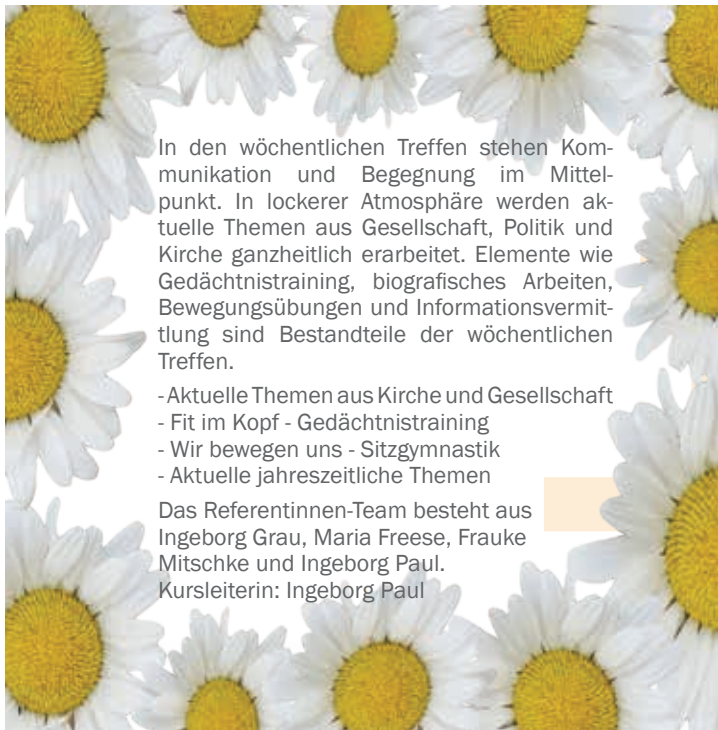 In den wöchentlichen Treffen stehen Kom-
munikation und Begegnung im Mittel-
punkt. In lockerer Atmosphäre werden ak-
tuelle Themen aus Gesellschaft, Politik und
Kirche ganzheitlich erarbeitet. Elemente wie
Gedächtnistraining, biografisches Arbeiten,
Bewegungsübungen und Informationsvermit-
tlung sind Bestandteile der wöchentlichen
Treffen.
- Aktuelle Themen aus Kirche und Gesellschaft
- Fit im Kopf - Gedächtnistraining
- Wir bewegen uns - Sitzgymnastik
- Aktuelle jahreszeitliche Themen
Das Referentinnen-Team besteht aus
Ingeborg Grau, Maria Freese, Frauke
Mitschke und Ingeborg Paul.
Kursleiterin: Ingeborg Paul